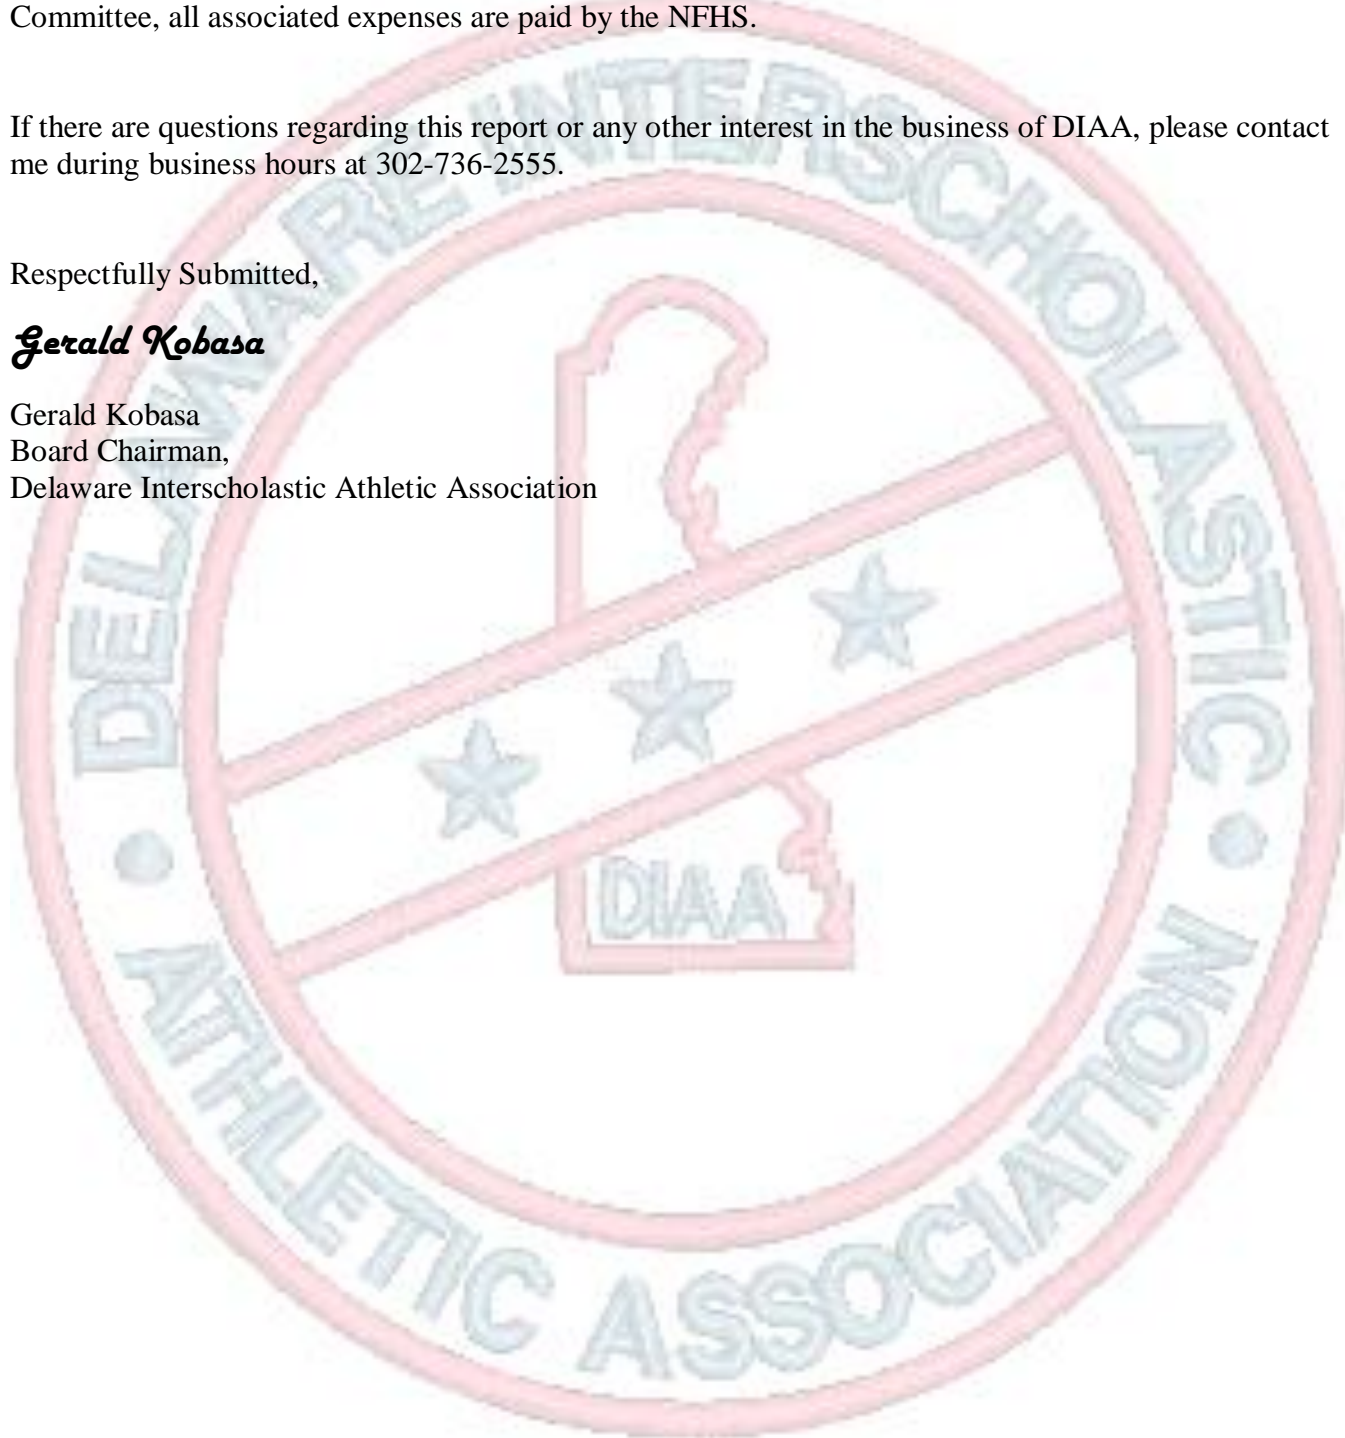 Committee, all associated expenses are paid by the NFHS.
If there are questions regarding this report or any other interest in the business of DIAA, please contact
me during business hours at 302-736-2555.
Respectfully Submitted,
Gerald Kobasa
Gerald Kobasa
Board Chairman,
Delaware Interscholastic Athletic Association
DELAWARE INTERSCHOLASTIC
DIAA
ATHLETIC ASSOCIATION